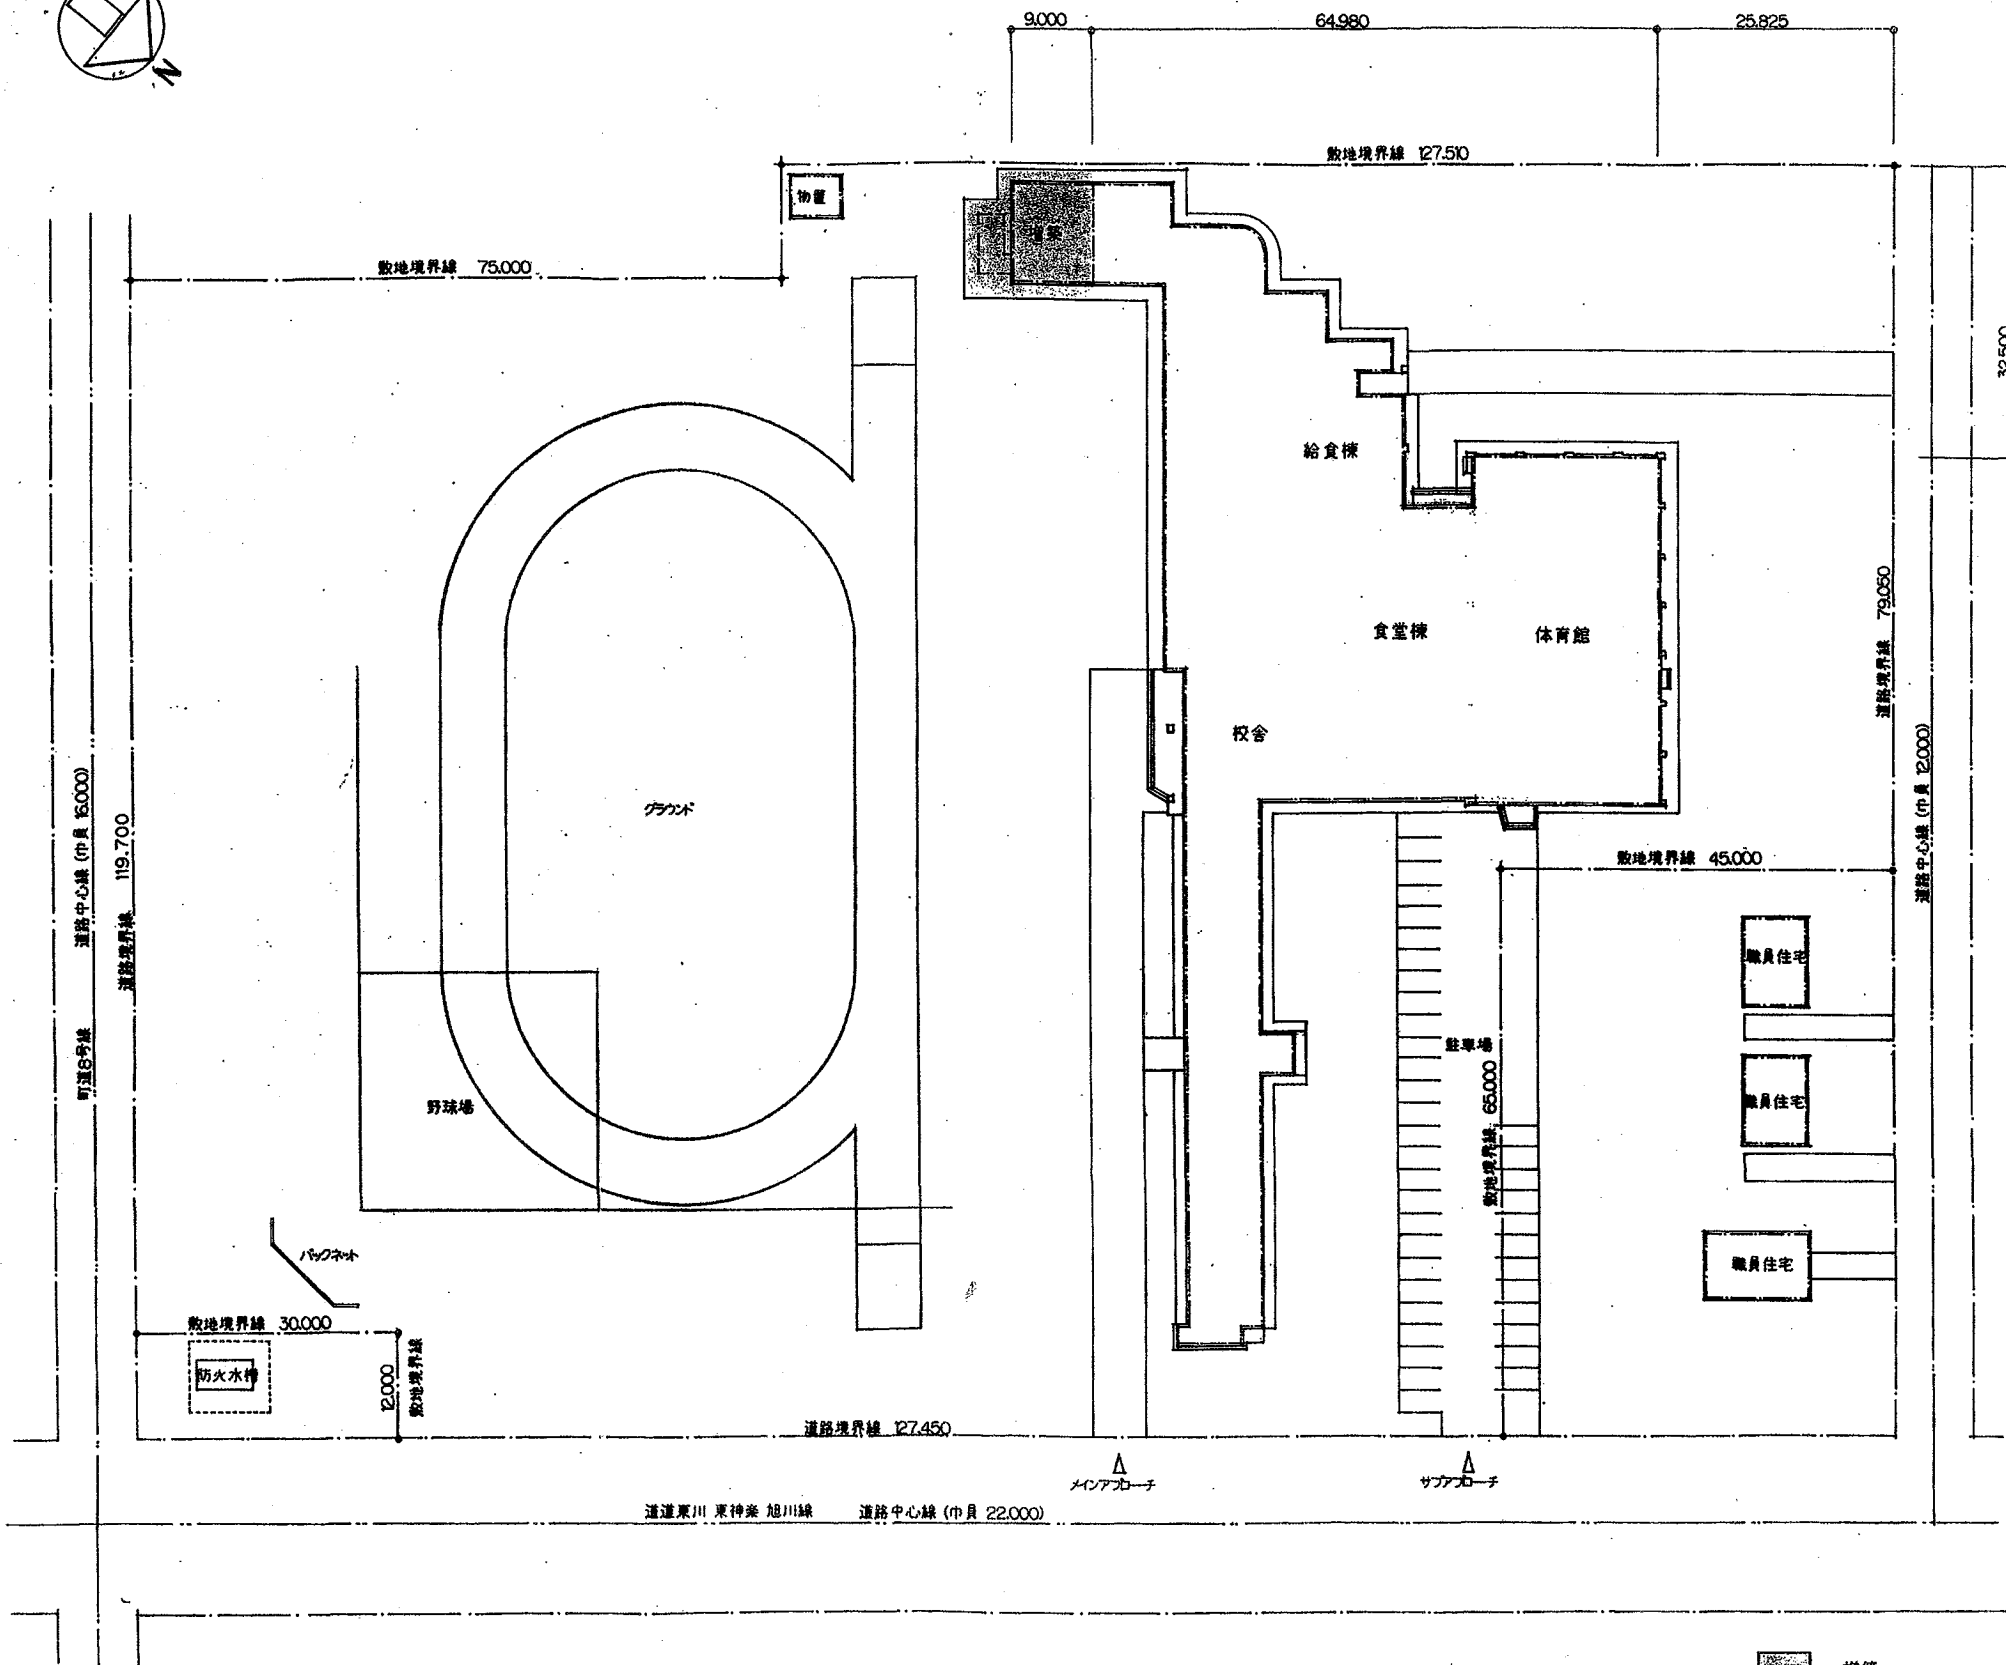 N
9.000
64.980
25.825
敷地境界線 127.510
物置
増築
敷地境界線 75.000
32.500
給食棟
食堂棟
体育館
道路境界線 79.050
校舎
道路中心線 (巾員 12.000)
グラウンド
町道8号線 道路中心線 (巾員 16.000)
道路境界線 119.700
敷地境界線 45.000
職員住宅
駐車場
敷地境界線 65.000
職員住宅
野球場
職員住宅
バックネット
敷地境界線 30.000
防火水槽
12.000
敷地境界線
道路境界線 127.450
メインアプローチ
サブアプローチ
道道東川 東神楽 旭川線 道路中心線 (巾員 22.000)